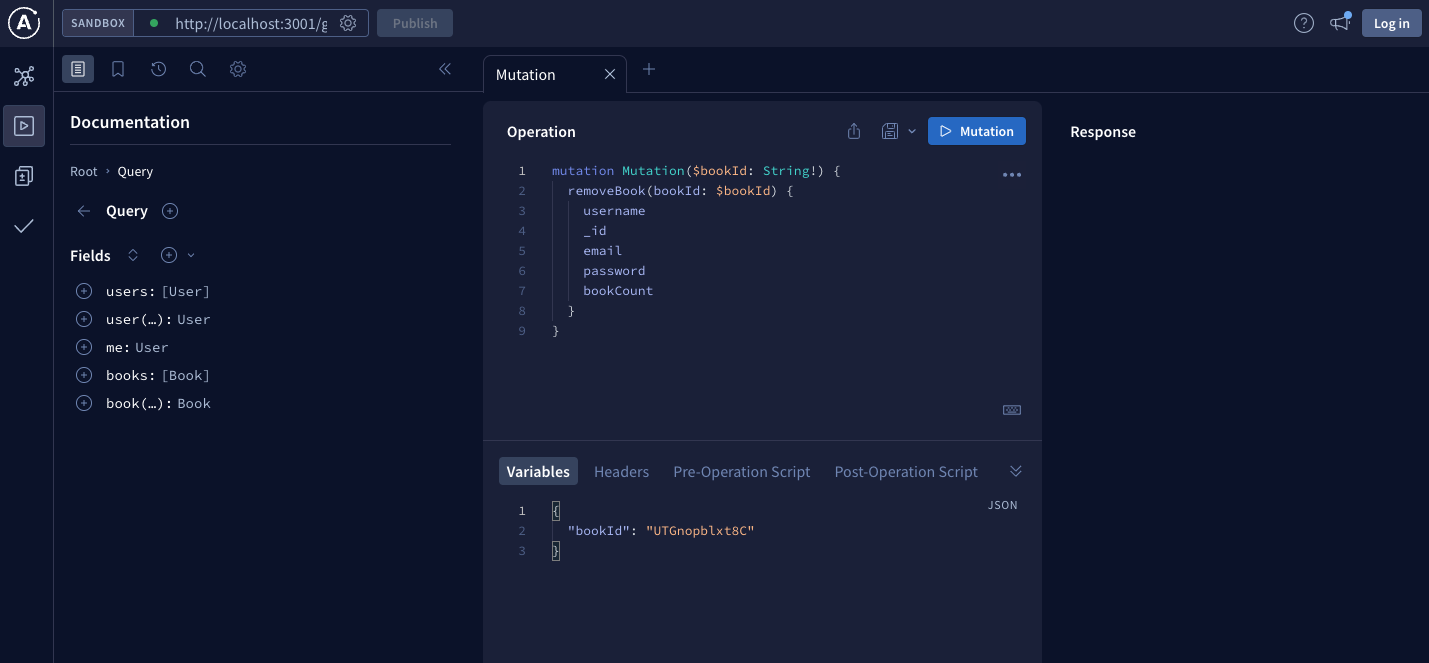 SANDBOX
http://localhost:3001/g
Publish
Log in
Documentation
Root › Query
Query
Fields
users: [User]
user(…): User
me: User
books: [Book]
book(…): Book
Mutation
Operation
Mutation
1 mutation Mutation($bookId: String!) {
2 removeBook(bookId: $bookId) {
3 username
4 _id
5 email
6 password
7 bookCount
8 }
9 }
Variables Headers Pre-Operation Script Post-Operation Script
JSON
1 {
2 "bookId": "UTGnopblxt8C"
3 }
Response